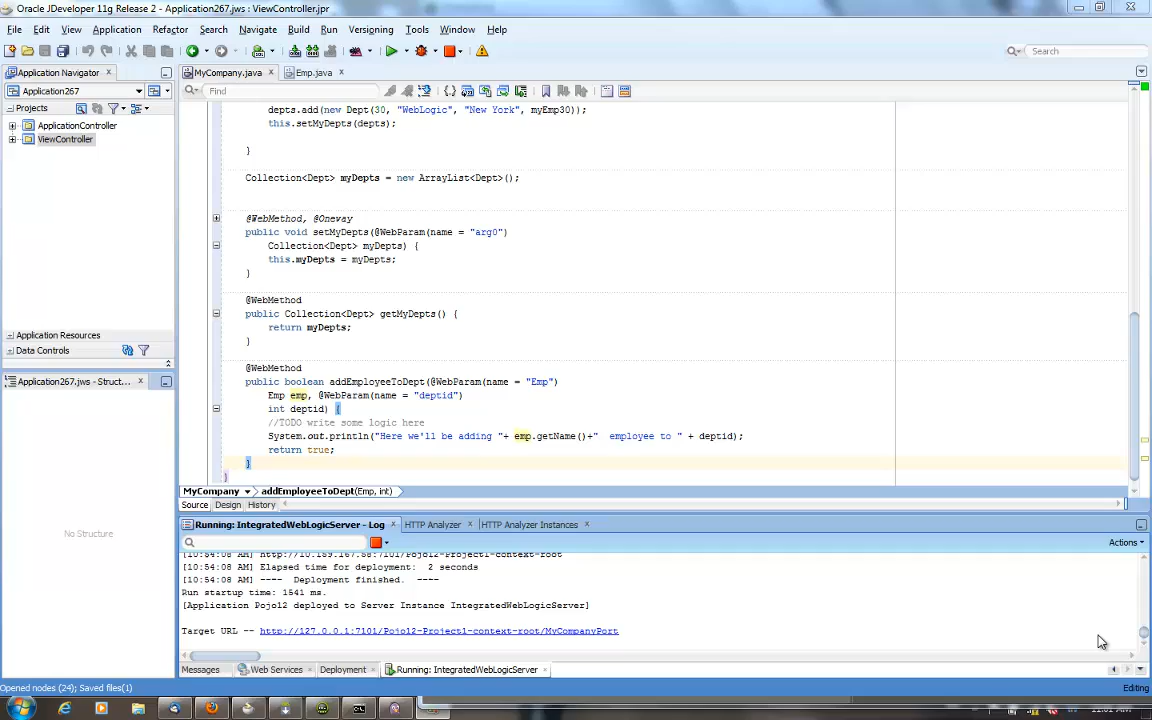 Oracle JDeveloper 11g Release 2 - Application267.jws : ViewController.jpr
File Edit View Application Refactor Search Navigate Build Run Versioning Tools Window Help
Search
Application Navigator
MyCompany.java Emp.java
Application267
Find
Projects
ApplicationController
ViewController
depts.add(new Dept(30, "WebLogic", "New York", myEmp30));
this.setMyDepts(depts);
}
Collection<Dept> myDepts = new ArrayList<Dept>();
@WebMethod, @Oneway
public void setMyDepts(@WebParam(name = "arg0")
Collection<Dept> myDepts) {
this.myDepts = myDepts;
}
@WebMethod
public Collection<Dept> getMyDepts() {
return myDepts;
}
@WebMethod
public boolean addEmployeeToDept(@WebParam(name = "Emp")
Emp emp, @WebParam(name = "deptid")
int deptid) {
//TODO write some logic here
System.out.println("Here we'll be adding "+ emp.getName()+"  employee to " + deptid);
return true;
}
}
Application Resources
Data Controls
Application267.jws - Struct...
No Structure
MyCompany addEmployeeToDept(Emp, int)
Source Design History
Running: IntegratedWebLogicServer - Log HTTP Analyzer HTTP Analyzer Instances
Actions
[10:54:08 AM] http://10.159.167.58:7101/Pojo12-Project1-context-root
[10:54:08 AM] Elapsed time for deployment:  2 seconds
[10:54:08 AM] ----  Deployment finished.  ----
Run startup time: 1541 ms.
[Application Pojo12 deployed to Server Instance IntegratedWebLogicServer]
Target URL -- http://127.0.0.1:7101/Pojo12-Project1-context-root/MyCompanyPort
Messages Web Services Deployment Running: IntegratedWebLogicServer
Opened nodes (24); Saved files(1)
Editing